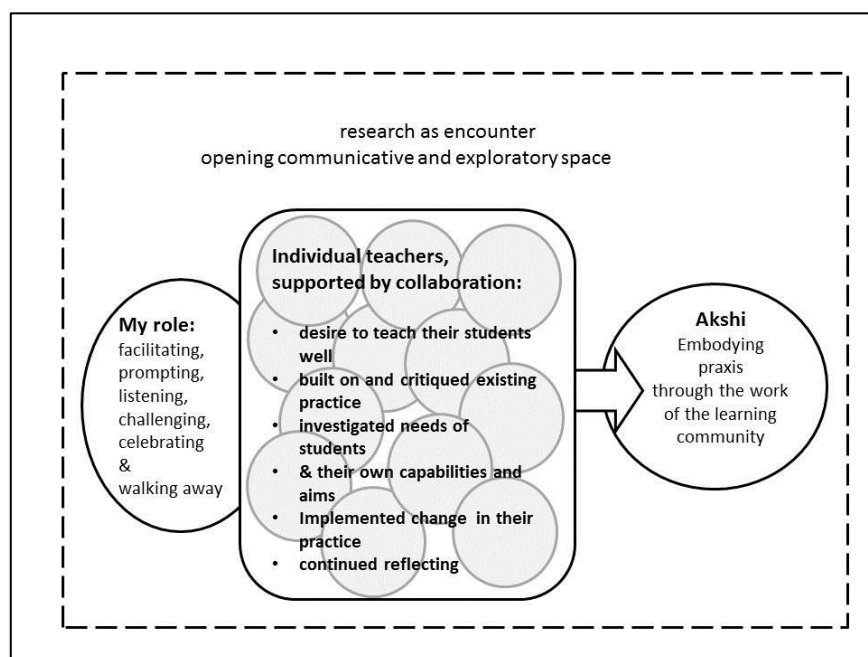 research as encounter
opening communicative and exploratory space
Individual teachers,
supported by collaboration:
• desire to teach their students
well
• built on and critiqued existing
practice
• investigated needs of
students
• & their own capabilities and
aims
• Implemented change in their
practice
• continued reflecting
My role:
facilitating,
prompting,
listening,
challenging,
celebrating
&
walking away
Akshi
Embodying
praxis
through the work
of the learning
community